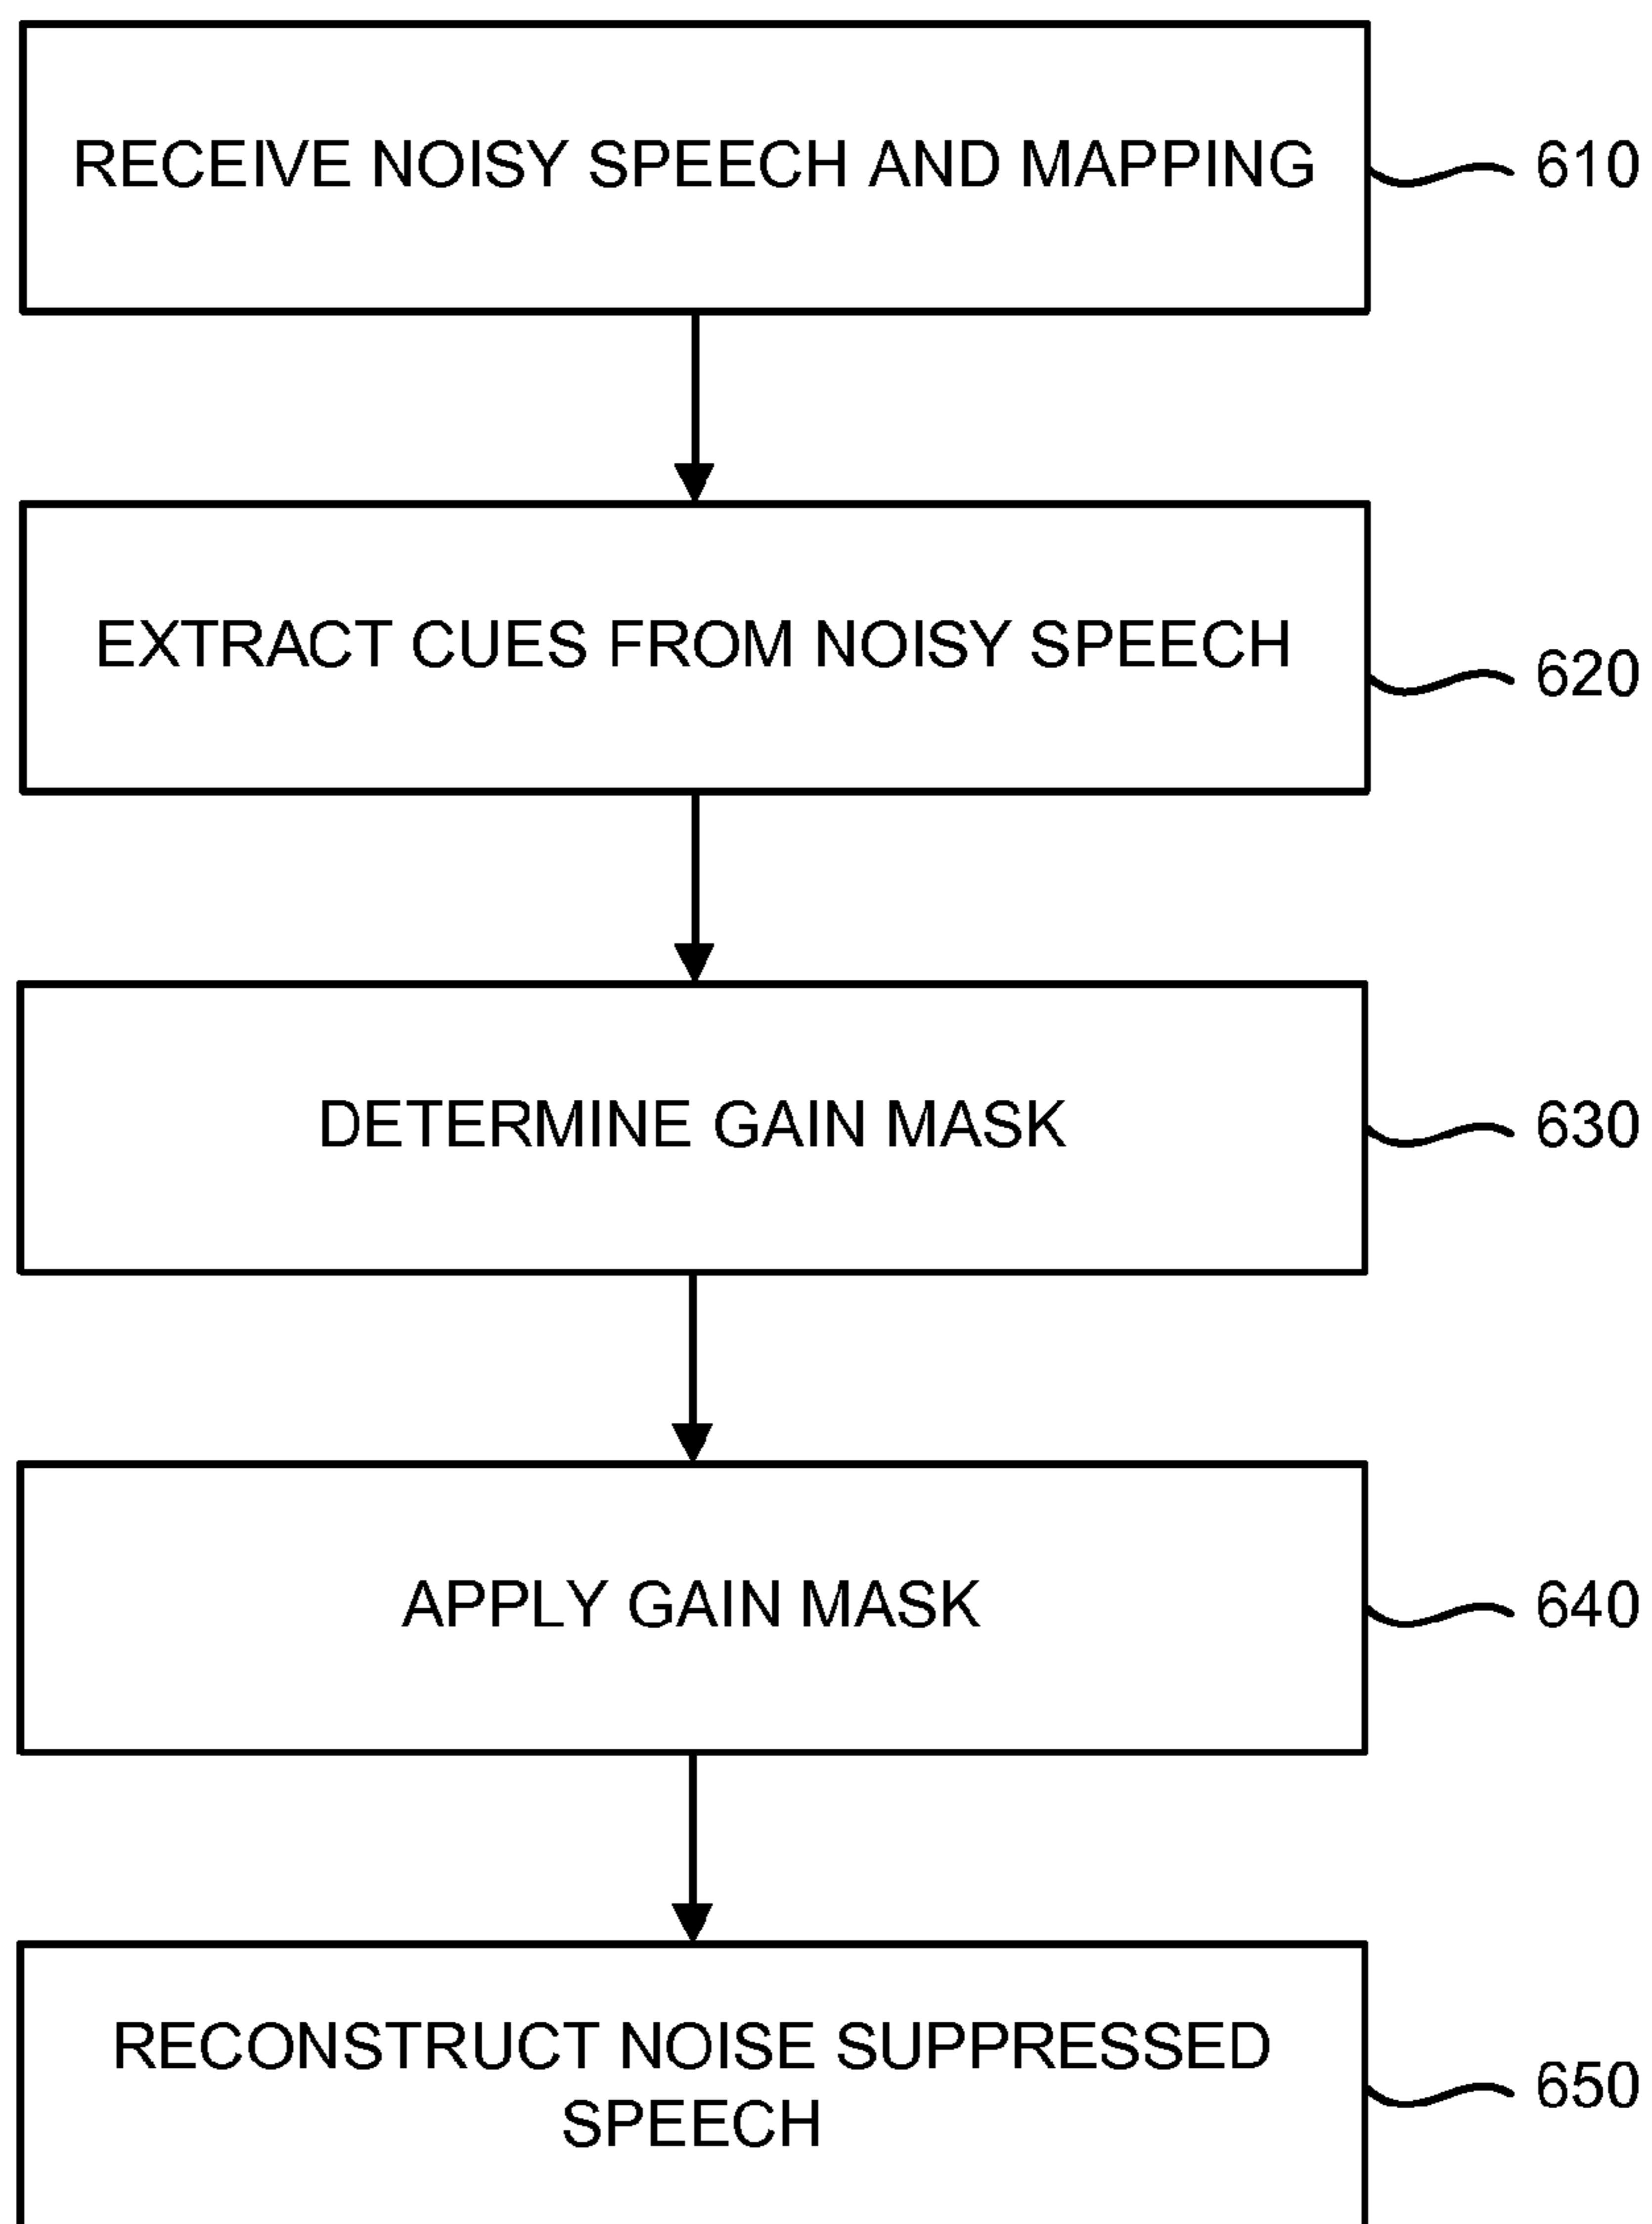 RECEIVE NOISY SPEECH AND MAPPING
610
EXTRACT CUES FROM NOISY SPEECH
620
DETERMINE GAIN MASK
630
APPLY GAIN MASK
640
RECONSTRUCT NOISE SUPPRESSED
SPEECH
650